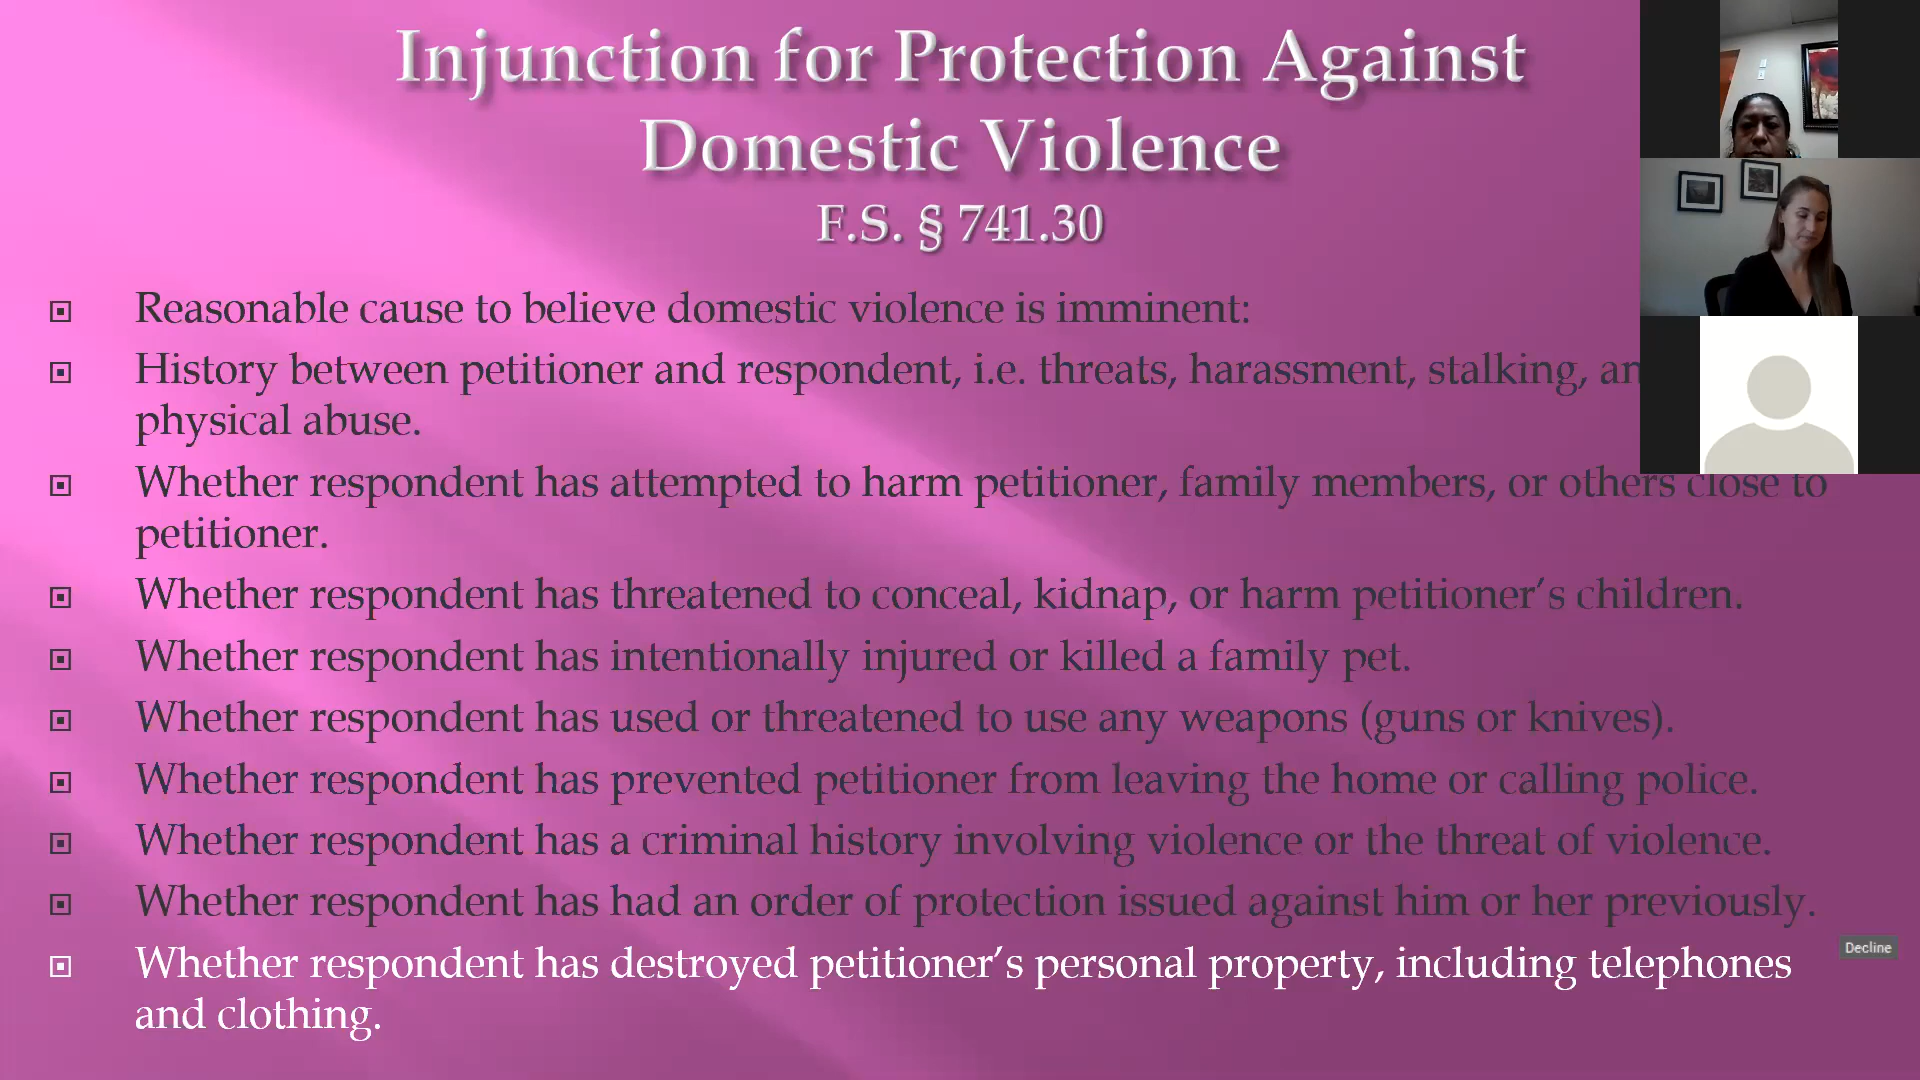 Injunction for Protection Against
Domestic Violence
F.S. § 741.30
Reasonable cause to believe domestic violence is imminent:
History between petitioner and respondent, i.e. threats, harassment, stalking,
physical abuse.
Whether respondent has attempted to harm petitioner, family members, or others close to
petitioner.
Whether respondent has threatened to conceal, kidnap, or harm petitioner’s children.
Whether respondent has intentionally injured or killed a family pet.
Whether respondent has used or threatened to use any weapons (guns or knives).
Whether respondent has prevented petitioner from leaving the home or calling police.
Whether respondent has a criminal history involving violence or the threat of violence.
Whether respondent has had an order of protection issued against him or her previously.
Decline
Whether respondent has destroyed petitioner’s personal property, including telephones
and clothing.